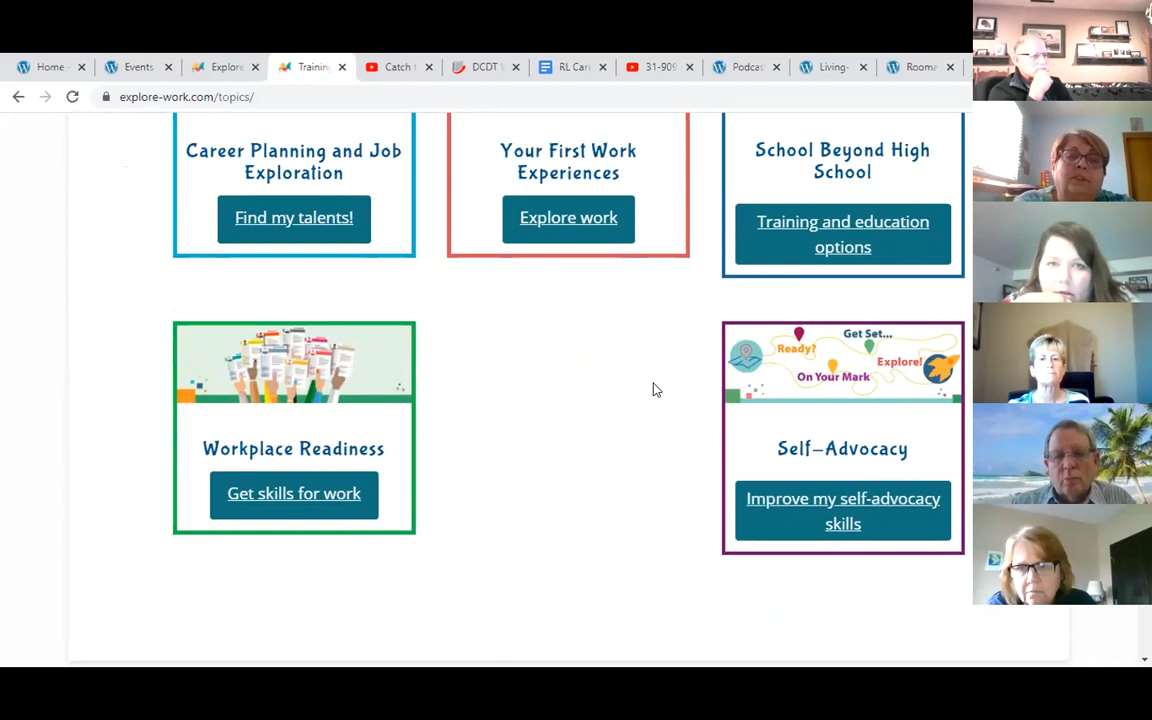 Home
Events
Explore
Training
Catch t
DCDT
RL Care
31-909
Podcas
Living-
Rooma
explore-work.com/topics/
Career Planning and Job
Exploration
Find my talents!
Your First Work
Experiences
Explore work
School Beyond High
School
Training and education
options
Ready?
Get Set...
On Your Mark
Explore!
Workplace Readiness
Get skills for work
Self-Advocacy
Improve my self-advocacy
skills